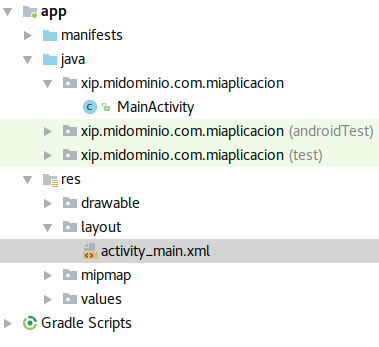 app
manifests
java
xip.midominio.com.miaplicacion
MainActivity
xip.midominio.com.miaplicacion (androidTest)
xip.midominio.com.miaplicacion (test)
res
drawable
layout
activity_main.xml
mipmap
values
Gradle Scripts